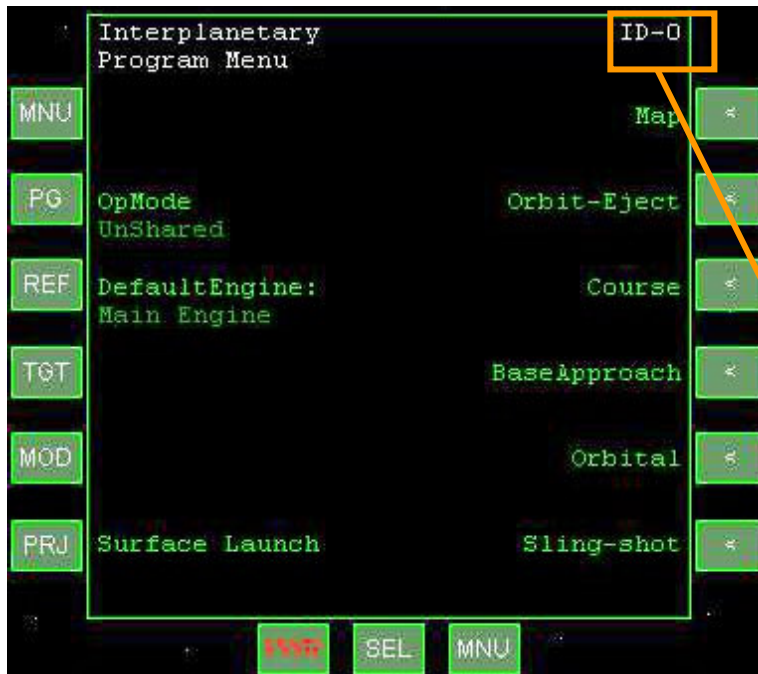 Interplanetary ID-0
Program Menu
MNU Map <
PG OpMode Orbit-Eject <
UnShared
REF DefaultEngine: Course <
Main Engine
TGT BaseApproach <
MOD Orbital <
PRJ Surface Launch Sling-shot <
SEL MNU